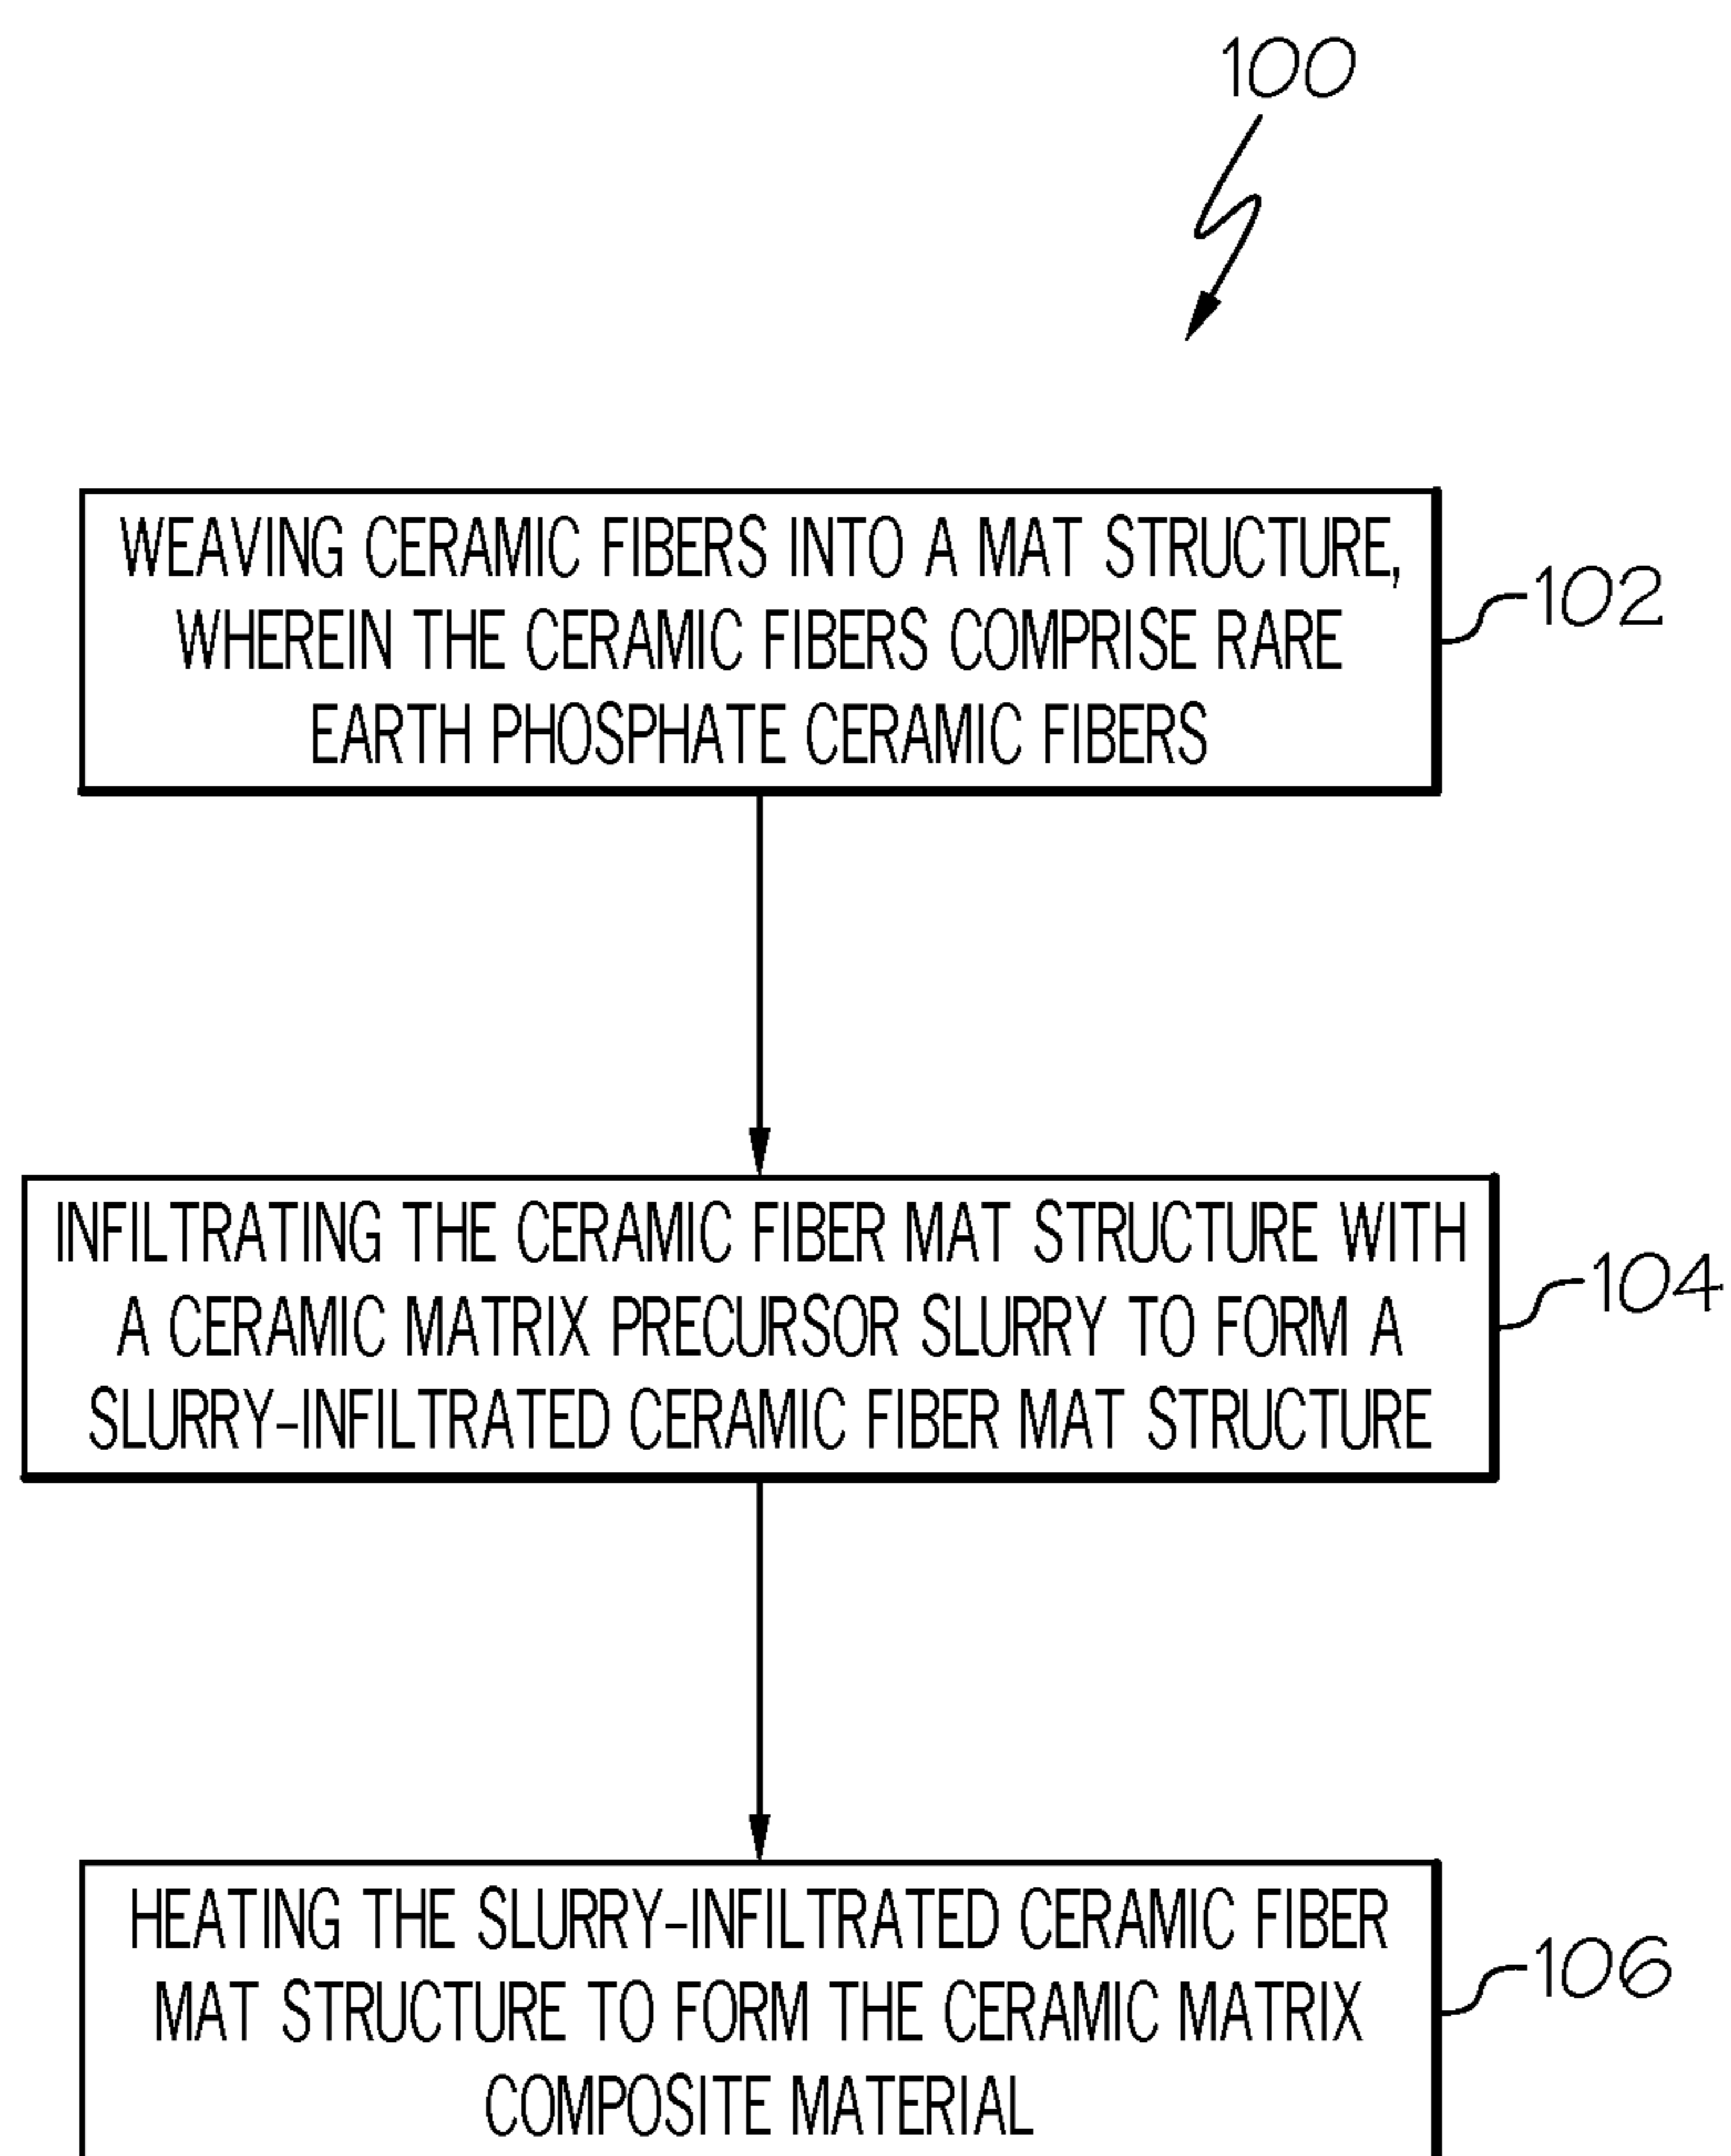 100
WEAVING CERAMIC FIBERS INTO A MAT STRUCTURE,
WHEREIN THE CERAMIC FIBERS COMPRISE RARE
EARTH PHOSPHATE CERAMIC FIBERS
102
INFILTRATING THE CERAMIC FIBER MAT STRUCTURE WITH
A CERAMIC MATRIX PRECURSOR SLURRY TO FORM A
SLURRY-INFILTRATED CERAMIC FIBER MAT STRUCTURE
104
HEATING THE SLURRY-INFILTRATED CERAMIC FIBER
MAT STRUCTURE TO FORM THE CERAMIC MATRIX
COMPOSITE MATERIAL
106